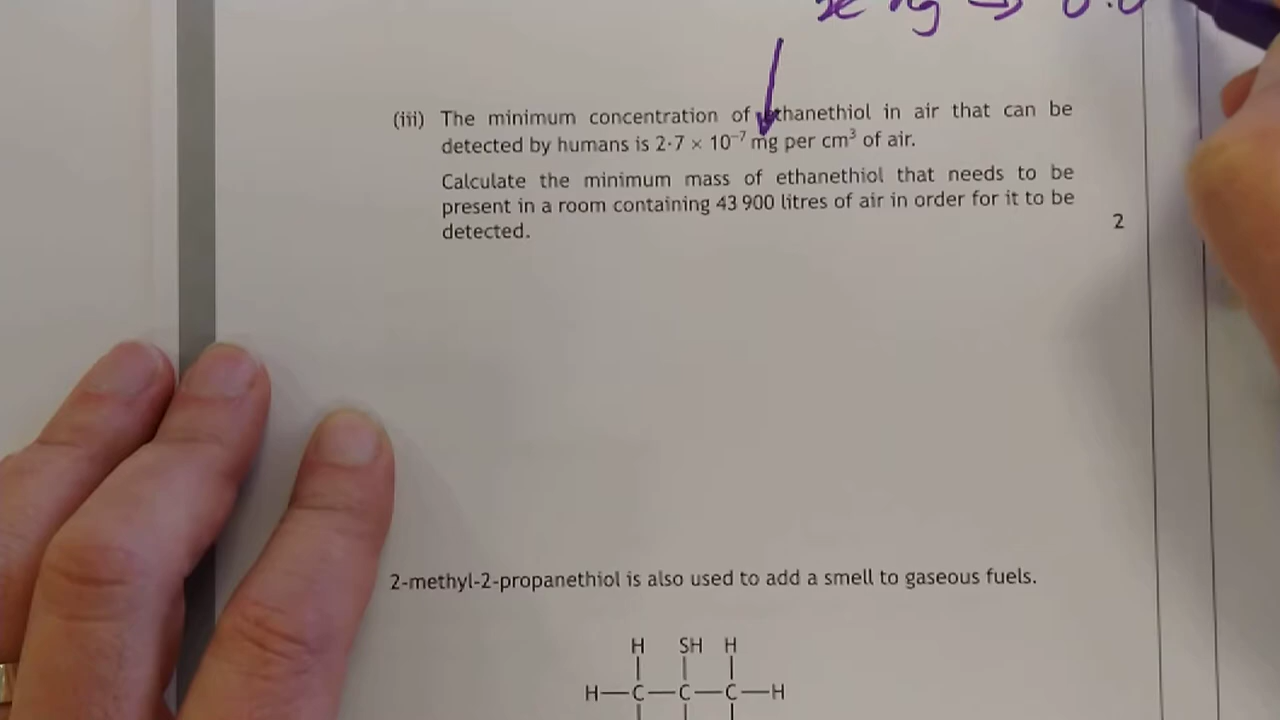 (iii) The minimum concentration of ethanethiol in air that can be
detected by humans is 2·7 × 10⁻⁷ mg per cm³ of air.
Calculate the minimum mass of ethanethiol that needs to be
present in a room containing 43 900 litres of air in order for it to be
detected.
2
2-methyl-2-propanethiol is also used to add a smell to gaseous fuels.
H SH H
H—C—C—C—H